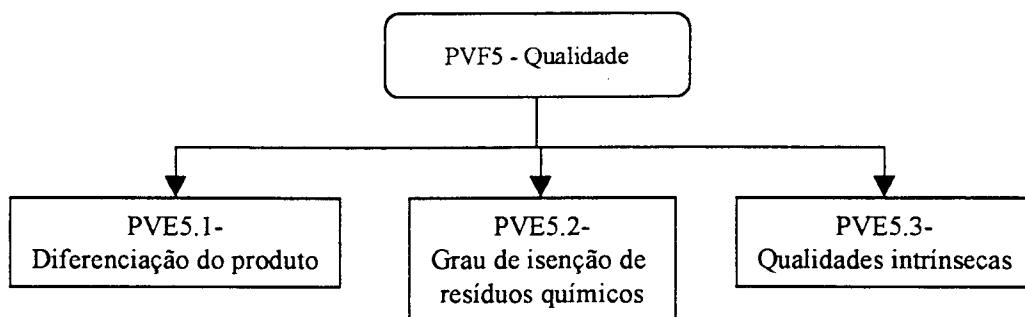 PVF5 - Qualidade
PVE5.1-
Diferenciação do produto
PVE5.2-
Grau de isenção de
resíduos químicos
PVE5.3-
Qualidades intrínsecas